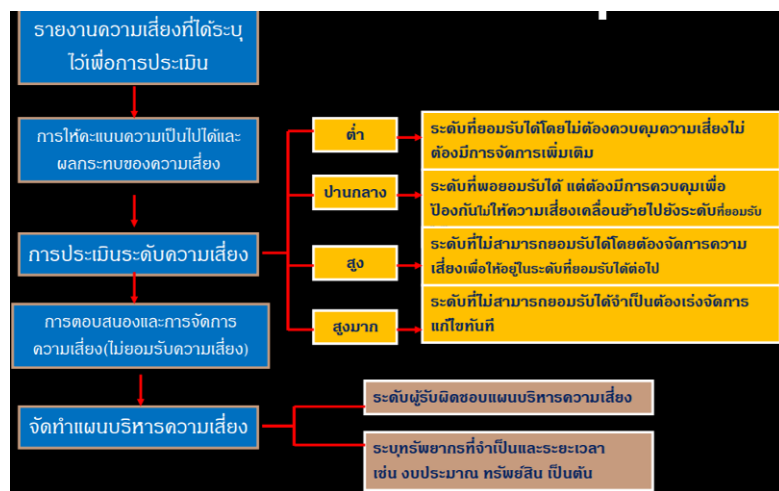 รายงานความเสี่ยงที่ได้ระบุ
ไว้เพื่อการประเมิน
การให้คะแนนความเป็นไปได้และ
ผลกระทบของความเสี่ยง
การประเมินระดับความเสี่ยง
การตอบสนองและการจัดการ
ความเสี่ยง(ไม่ยอมรับความเสี่ยง)
จัดทำแผนบริหารความเสี่ยง
ต่ำ
ระดับที่ยอมรับได้โดยไม่ต้องควบคุมความเสี่ยงไม่
ต้องมีการจัดการเพิ่มเติม
ปานกลาง
ระดับที่พอยอมรับได้ แต่ต้องมีการควบคุมเพื่อ
ป้องกันไม่ให้ความเสี่ยงเคลื่อนย้ายไปยังระดับที่ยอมรับ
สูง
ระดับที่ไม่สามารถยอมรับได้โดยต้องจัดการความ
เสี่ยงเพื่อให้อยู่ในระดับที่ยอมรับได้ต่อไป
สูงมาก
ระดับที่ไม่สามารถยอมรับได้จำเป็นต้องเร่งจัดการ
แก้ไขทันที
ระดับผู้รับผิดชอบแผนบริหารความเสี่ยง
ระบุทรัพยากรที่จำเป็นและระยะเวลา
เช่น งบประมาณ ทรัพย์สิน เป็นต้น